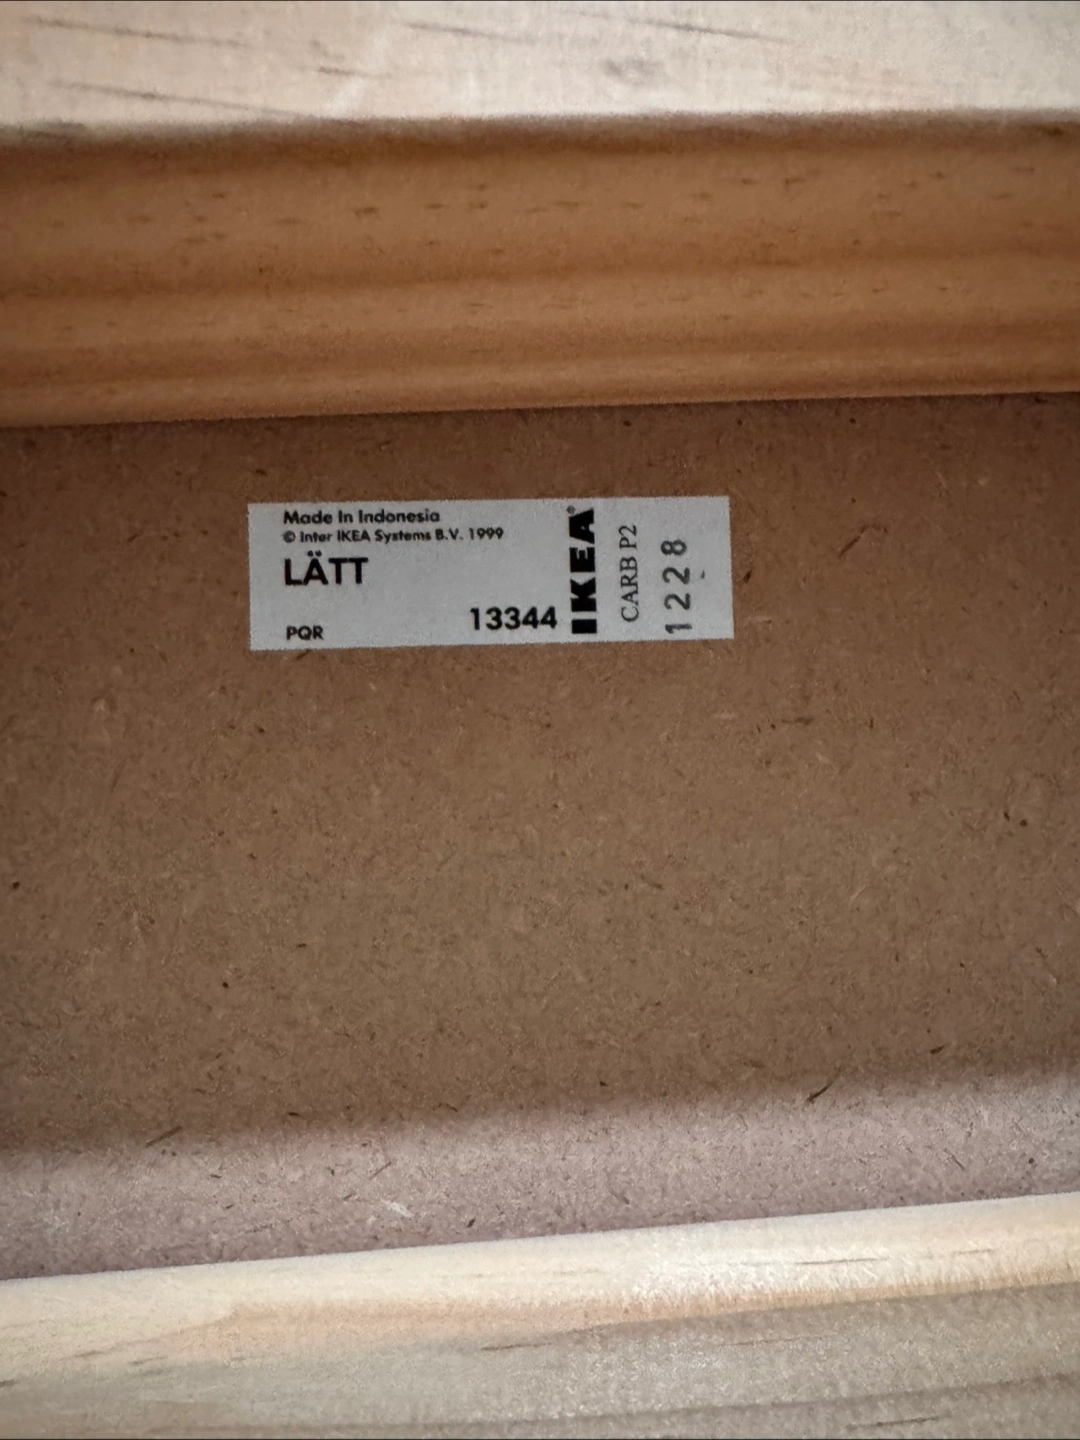 Made In Indonesia
© Inter IKEA Systems B.V. 1999
LÄTT
13344
PQR
IKEA®
CARB P2
1228